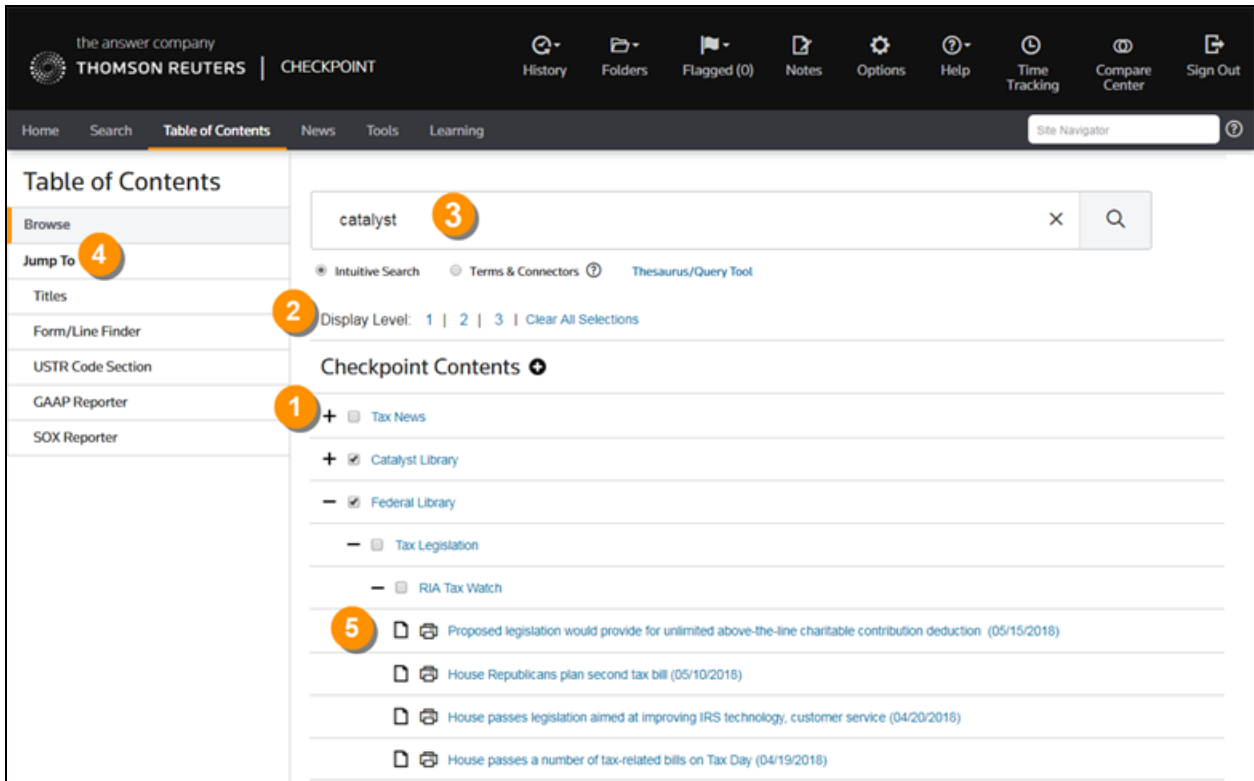 the answer company
THOMSON REUTERS | CHECKPOINT
History
Folders
Flagged (0)
Notes
Options
Help
Time
Tracking
Compare
Center
Sign Out
Home Search Table of Contents News Tools Learning
Site Navigator
Table of Contents
Browse
4
Jump To
Titles
Form/Line Finder
USTR Code Section
GAAP Reporter
SOX Reporter
catalyst
3
Intuitive Search Terms & Connectors Thesaurus/Query Tool
2
Display Level: 1 | 2 | 3 | Clear All Selections
Checkpoint Contents
1
Tax News
Catalyst Library
Federal Library
Tax Legislation
RIA Tax Watch
5
Proposed legislation would provide for unlimited above-the-line charitable contribution deduction (05/15/2018)
House Republicans plan second tax bill (05/10/2018)
House passes legislation aimed at improving IRS technology, customer service (04/20/2018)
House passes a number of tax-related bills on Tax Day (04/19/2018)